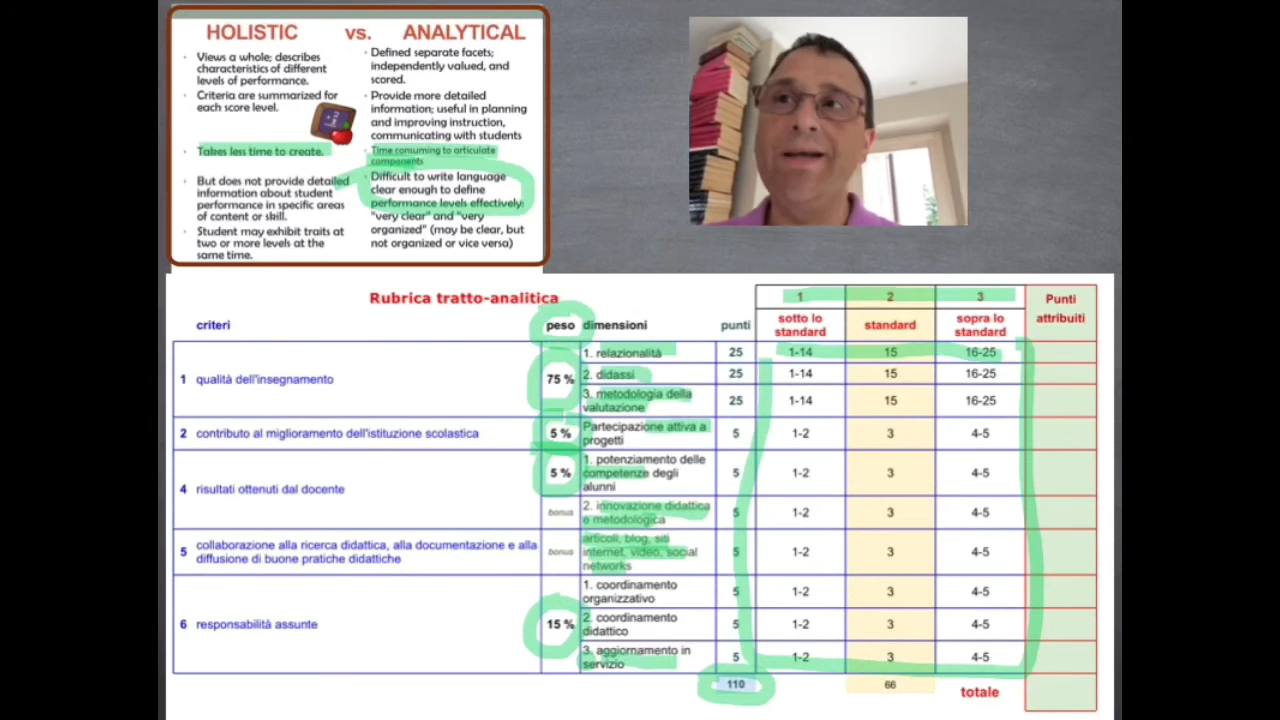 HOLISTIC vs. ANALYTICAL
Views a whole; describes
characteristics of different
levels of performance.
Criteria are summarized for
each score level.
Takes less time to create.
But does not provide detailed
information about student
performance in specific areas
of content or skill.
Student may exhibit traits at
two or more levels at the
same time.
Defined separate facets;
independently valued, and
scored.
Provide more detailed
information; useful in planning
and improving instruction,
communicating with students
Time consuming to articulate
components
Difficult to write language
clear enough to define
performance levels effectively;
"very clear" and "very
organized" (may be clear, but
not organized or vice versa)
Rubrica tratto-analitica
1 2 3 Punti
attribuiti
criteri peso dimensioni punti sotto lo
standard standard sopra lo
standard
1 qualità dell'insegnamento 75 %
1. relazionalità 25 1-14 15 16-25
2. didassi 25 1-14 15 16-25
3. metodologia della
valutazione 25 1-14 15 16-25
2 contributo al miglioramento dell'istituzione scolastica 5 % Partecipazione attiva a
progetti 5 1-2 3 4-5
4 risultati ottenuti dal docente
5 % 1. potenziamento delle
competenze degli
alunni 5 1-2 3 4-5
bonus 2. innovazione didattica
e metodologica 5 1-2 3 4-5
5 collaborazione alla ricerca didattica, alla documentazione e alla
diffusione di buone pratiche didattiche
bonus articoli, blog, siti
internet, video, social
networks 5 1-2 3 4-5
6 responsabilità assunte 15 %
1. coordinamento
organizzativo 5 1-2 3 4-5
2. coordinamento
didattico 5 1-2 3 4-5
3. aggiornamento in
servizio 5 1-2 3 4-5
110 66 totale